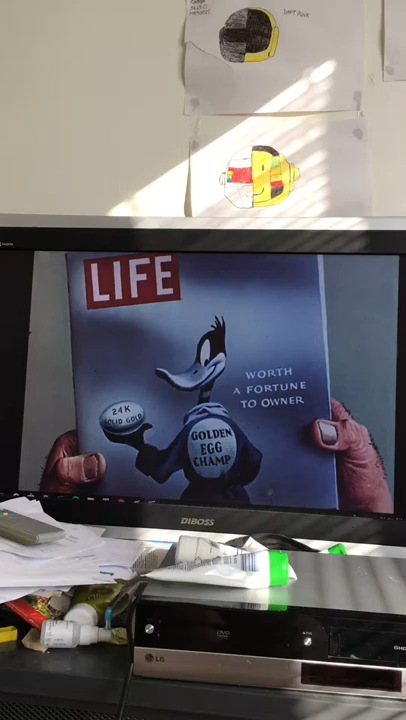 DAFT PUNK
LIFE
WORTH
A FORTUNE
TO OWNER
24K
SOLID GOLD
GOLDEN
EGG
CHAMP
DIBOSS
DVD
LG